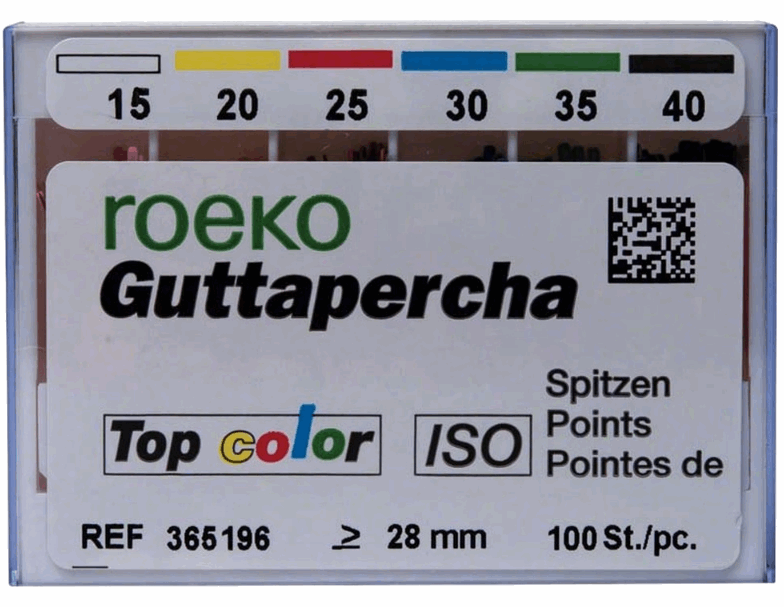 15 20 25 30 35 40
roeko
Guttapercha
Spitzen
Points
Pointes de
Top color
ISO
REF 365196 ≥ 28 mm 100 St./pc.